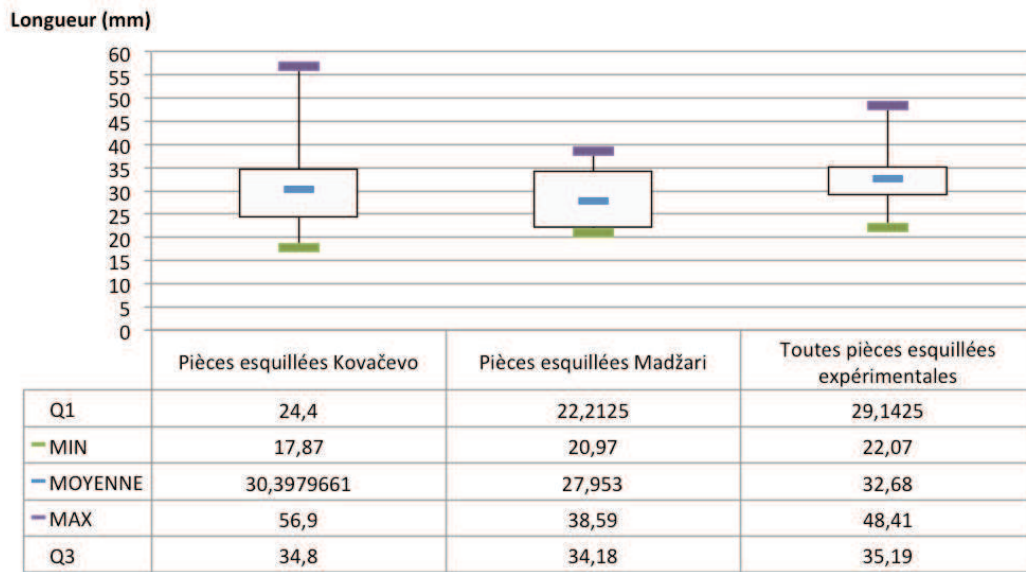 Longueur (mm)
60
55
50
45
40
35
30
25
20
15
10
5
0
Pièces esquillées Kovačevo
Pièces esquillées Madžari
Toutes pièces esquillées
expérimentales
Q1 24,4 22,2125 29,1425
MIN 17,87 20,97 22,07
MOYENNE 30,3979661 27,953 32,68
MAX 56,9 38,59 48,41
Q3 34,8 34,18 35,19